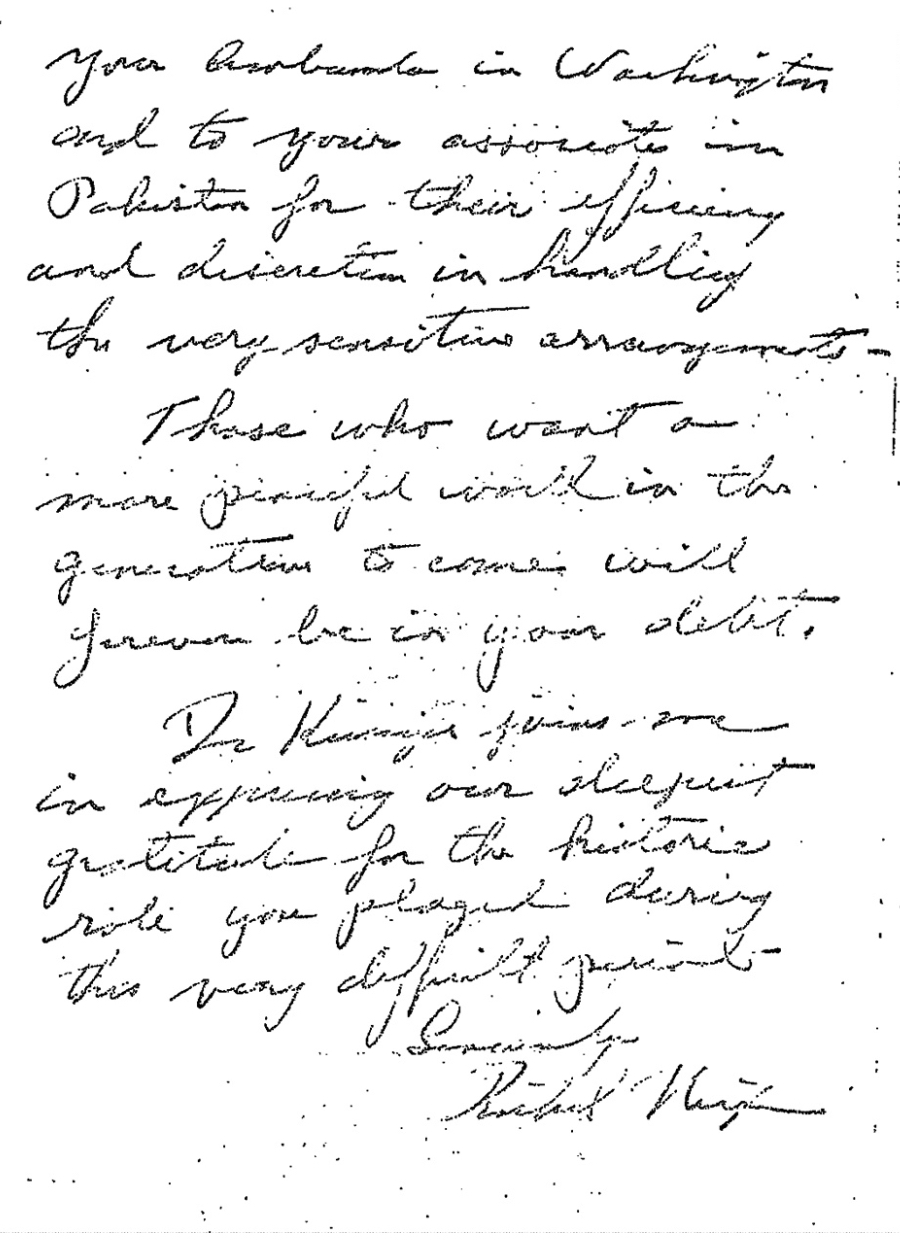 your Ambassador in Washington
and to your associates in
Pakistan for their efficiency
and discretion in handling
the very sensitive arrangements -
Those who want a
more peaceful world in the
generations to come will
forever be in your debt.
Dr Kissinger joins me
in expressing our deepest
gratitude for the historic
role you played during
this very difficult period -
Sincerely
Richard Nixon